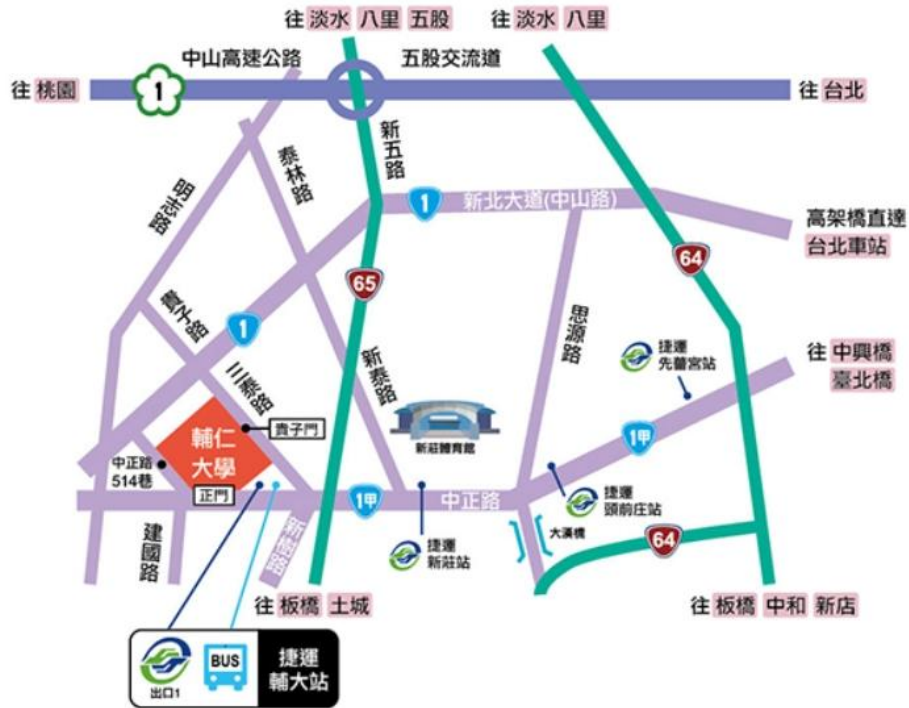 往 淡水 八里 五股
往 淡水 八里
中山高速公路
五股交流道
往 桃園
1
往 台北
新五路
泰林路
明志路
1
新北大道(中山路)
高架橋直達
台北車站
65
64
貴子路
1
思源路
捷運
先嗇宮站
往 中興橋
臺北橋
三泰路
新泰路
輔仁
大學
貴子門
新莊體育館
1甲
中正路
514巷
正門
1甲
中正路
捷運
頭前庄站
大漢橋
建國路
新樹路
捷運
新莊站
64
往 板橋 土城
往 板橋 中和 新店
BUS
出口1
捷運
輔大站